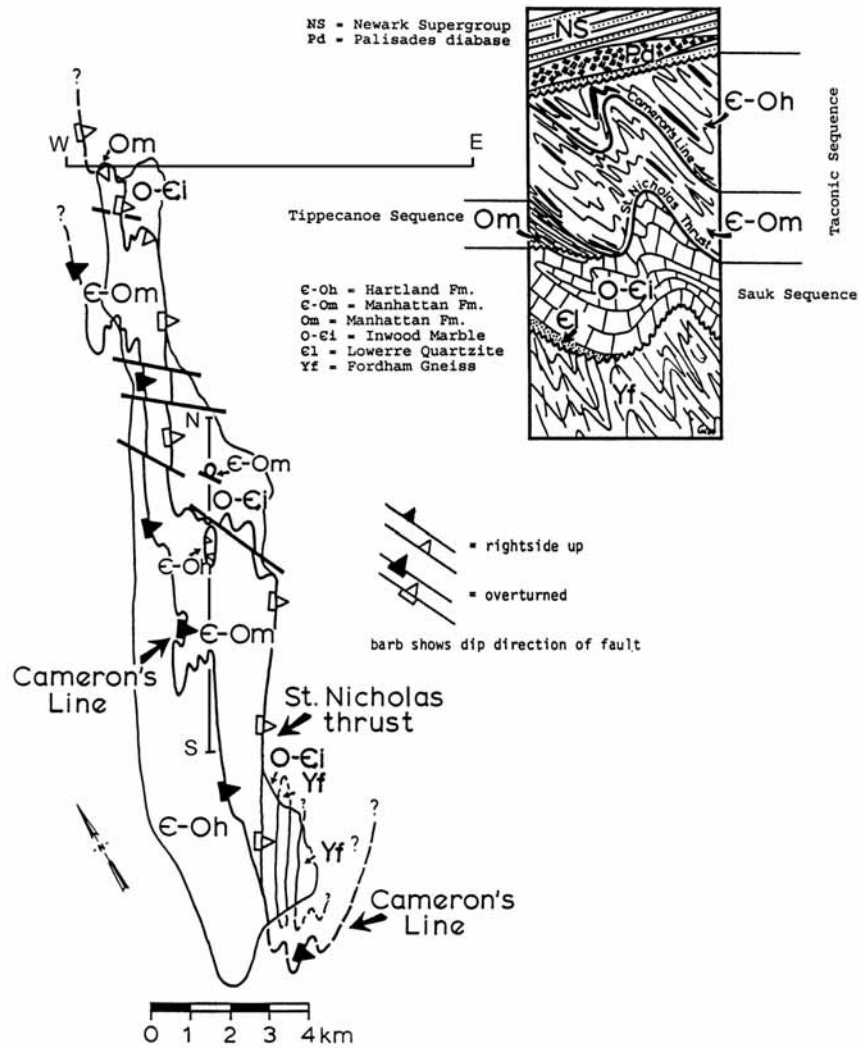 NS = Newark Supergroup
Pd = Palisades diabase
NS
Pd
Cameron's Line
Є-Oh
Taconic Sequence
St. Nicholas Thrust
Є-Om
Tippecanoe Sequence
Om
O-Єi
Sauk Sequence
Єl
Yf
Є-Oh = Hartland Fm.
Є-Om = Manhattan Fm.
Om = Manhattan Fm.
O-Єi = Inwood Marble
Єl = Lowerre Quartzite
Yf = Fordham Gneiss
?
W
E
Om
O-Єi
?
Є-Om
N
Є-Om
O-Єi
Є-Oh
Є-Om
= rightside up
= overturned
barb shows dip direction of fault
Cameron's
Line
St. Nicholas
thrust
S
O-Єi
Yf
?
?
Є-Oh
Yf
?
?
Cameron's
Line
0 1 2 3 4 km